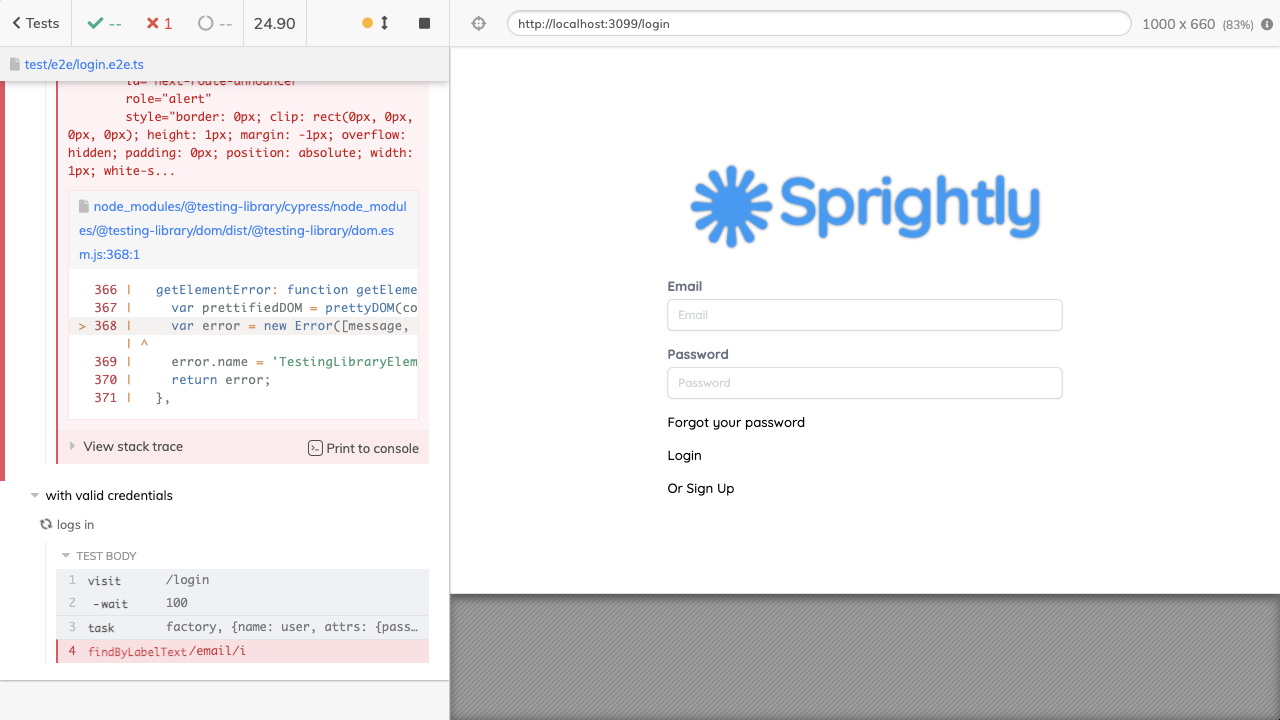 Tests
--
1
--
24.90
http://localhost:3099/login
1000 x 660 (83%)
test/e2e/login.e2e.ts
id="next-route-announcer"
role="alert"
style="border: 0px; clip: rect(0px, 0px,
0px, 0px); height: 1px; margin: -1px; overflow:
hidden; padding: 0px; position: absolute; width:
1px; white-s...
node_modules/@testing-library/cypress/node_modul
es/@testing-library/dom/dist/@testing-library/dom.es
m.js:368:1
366 |   getElementError: function getEleme
367 |     var prettifiedDOM = prettyDOM(co
> 368 |     var error = new Error([message,
| ^
369 |     error.name = 'TestingLibraryElem
370 |     return error;
371 |   },
View stack trace
Print to console
with valid credentials
logs in
TEST BODY
1 visit /login
2 -wait 100
3 task factory, {name: user, attrs: {pass…
4 findByLabelText /email/i
Sprightly
Email
Email
Password
Password
Forgot your password
Login
Or Sign Up